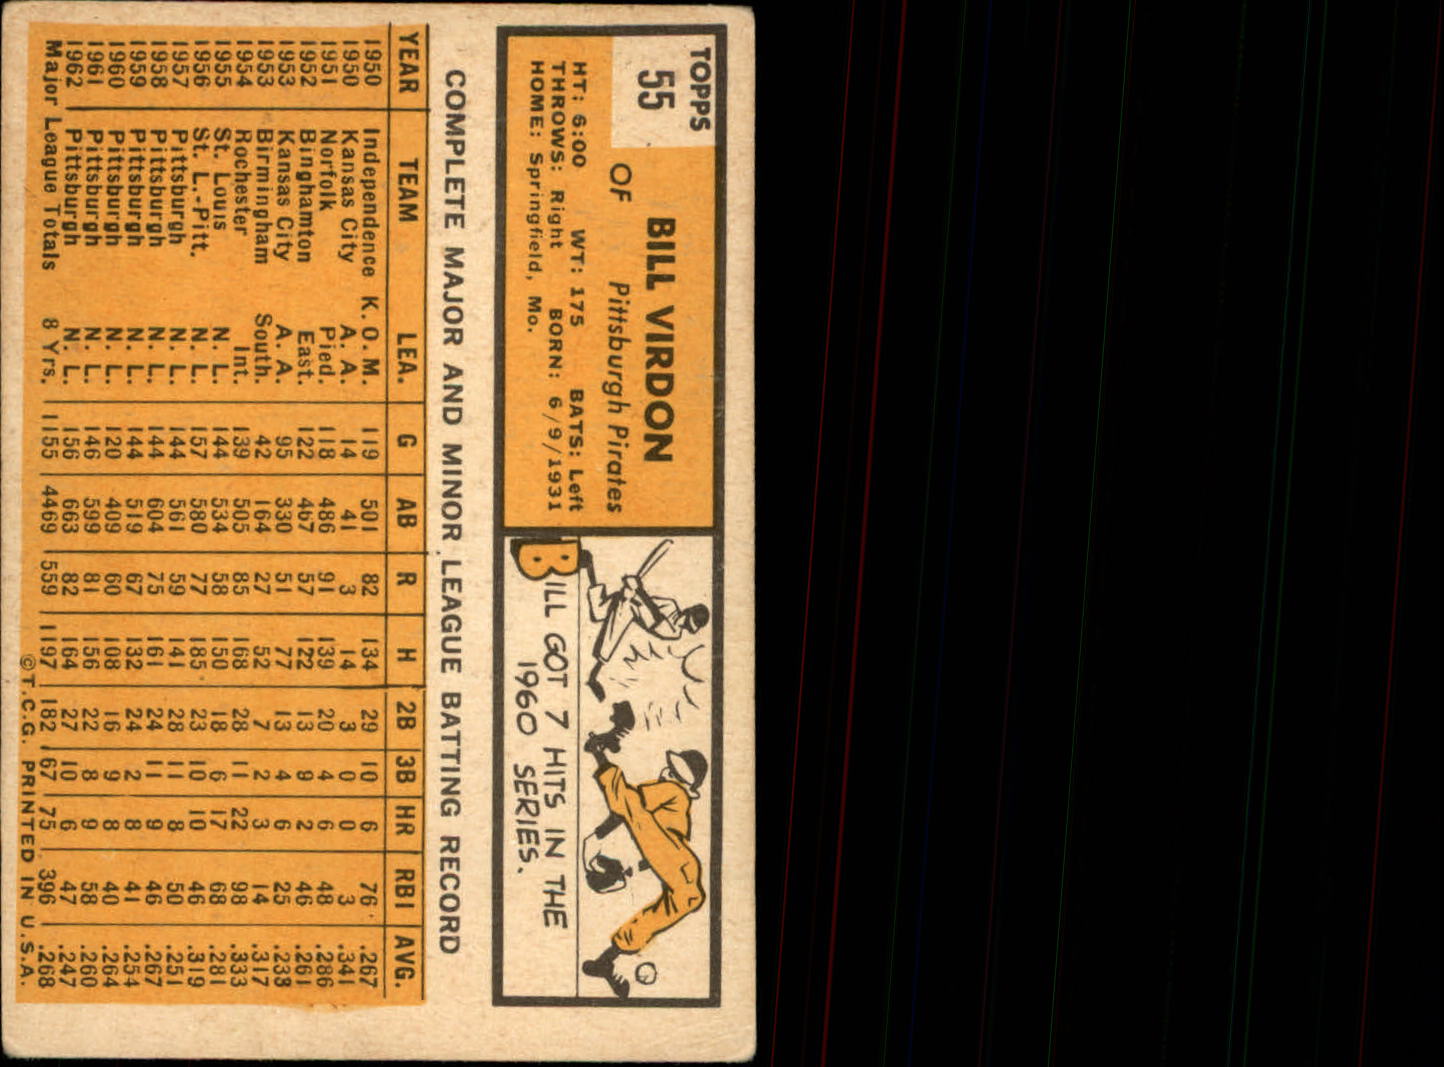 TOPPS
55
BILL VIRDON
OF Pittsburgh Pirates
HT: 6:00 WT: 175 BATS: Left
THROWS: Right BORN: 6/9/1931
HOME: Springfield, Mo.
BILL GOT 7 HITS IN THE
1960 SERIES.
COMPLETE MAJOR AND MINOR LEAGUE BATTING RECORD
YEAR TEAM LEA. G AB R H 2B 3B HR RBI AVG.
1950 Independence K. O. M. 119 501 82 134 29 10 6 76 .267
1950 Kansas City A. A. 14 41 3 14 3 0 0 3 .341
1951 Norfolk Pied. 118 486 91 139 20 4 6 48 .286
1952 Binghamton East. 122 467 57 122 13 9 2 46 .261
1953 Kansas City A. A. 95 330 51 77 13 4 6 25 .233
1953 Birmingham South. 42 164 27 52 7 2 3 14 .317
1954 Rochester Int. 139 505 85 168 28 11 22 98 .333
1955 St. Louis N. L. 144 534 58 150 18 6 17 68 .281
1956 St. L.-Pitt. N. L. 157 580 77 185 23 10 10 46 .319
1957 Pittsburgh N. L. 144 561 59 141 28 11 8 50 .251
1958 Pittsburgh N. L. 144 604 75 161 24 11 9 46 .267
1959 Pittsburgh N. L. 144 519 67 132 24 2 8 41 .254
1960 Pittsburgh N. L. 120 409 60 108 16 9 8 40 .264
1961 Pittsburgh N. L. 146 599 81 156 22 8 9 58 .260
1962 Pittsburgh N. L. 156 663 82 164 27 10 6 47 .247
Major League Totals 8 Yrs. 1155 4469 559 1197 182 67 75 396 .268
©T.C.G. PRINTED IN U.S.A.